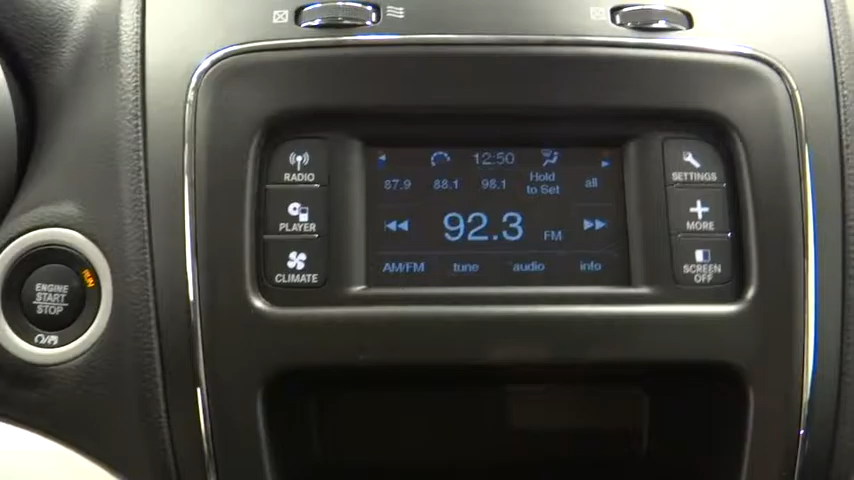 12:50
RADIO
87.9 88.1 98.1 Hold to Set all
SETTINGS
PLAYER
92.3 FM
MORE
CLIMATE
AM/FM tune audio info
SCREEN OFF
RUN
ENGINE
START
STOP